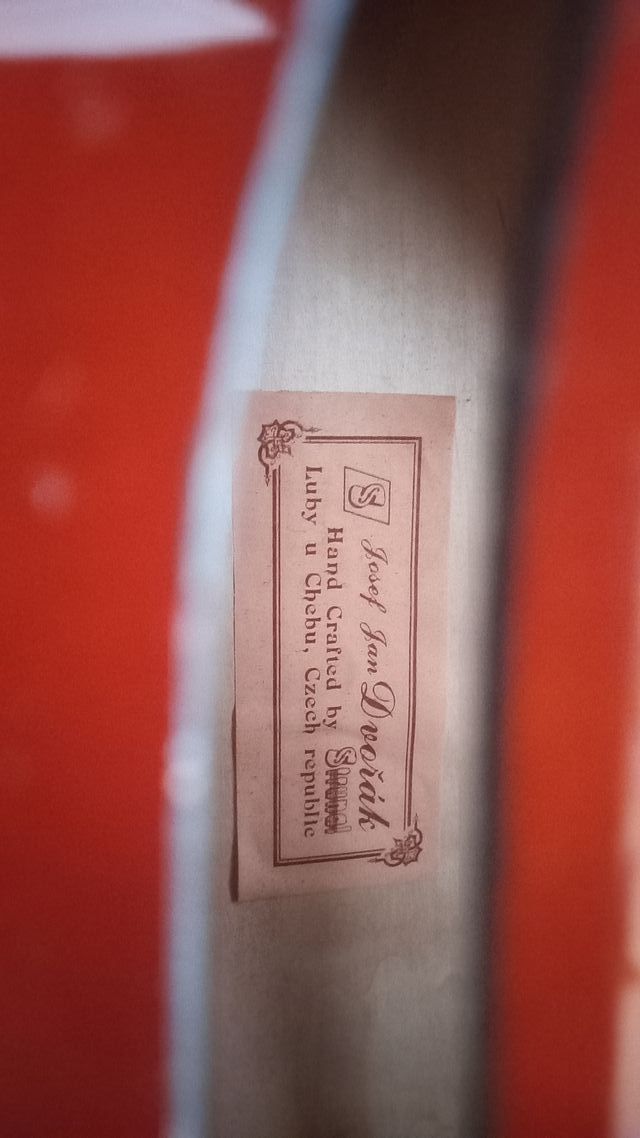 S Josef Jan Dvořák
Hand Crafted by Strunal
Luby u Chebu, Czech republic